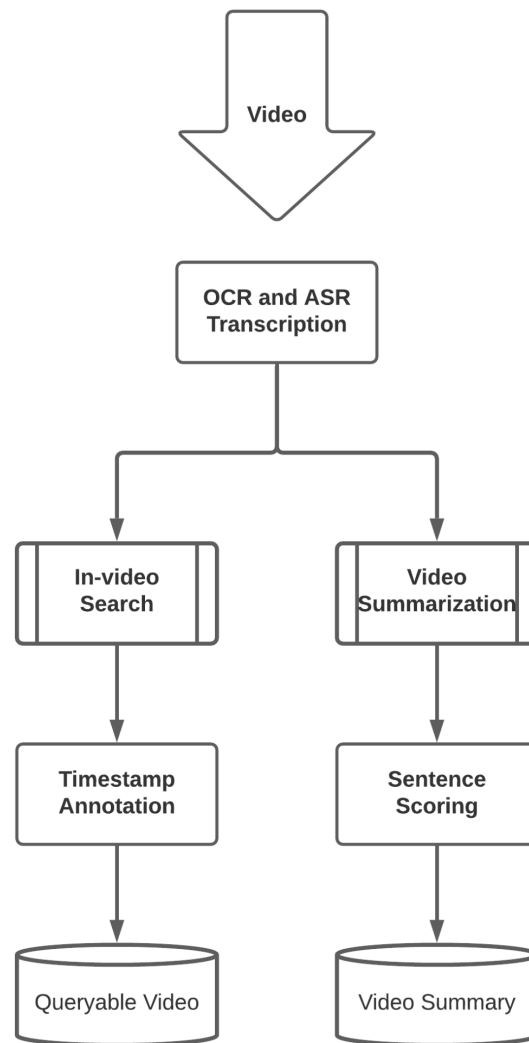 Video
OCR and ASR
Transcription
In-video
Search
Video
Summarization
Timestamp
Annotation
Sentence
Scoring
Queryable Video
Video Summary